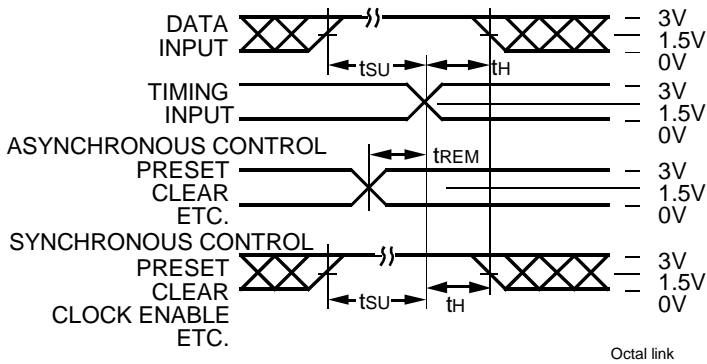 DATA
INPUT
3V
1.5V
0V
tSU
tH
TIMING
INPUT
3V
1.5V
0V
ASYNCHRONOUS CONTROL
PRESET
CLEAR
ETC.
tREM
3V
1.5V
0V
SYNCHRONOUS CONTROL
PRESET
CLEAR
CLOCK ENABLE
ETC.
3V
1.5V
0V
tSU
tH
Octal link